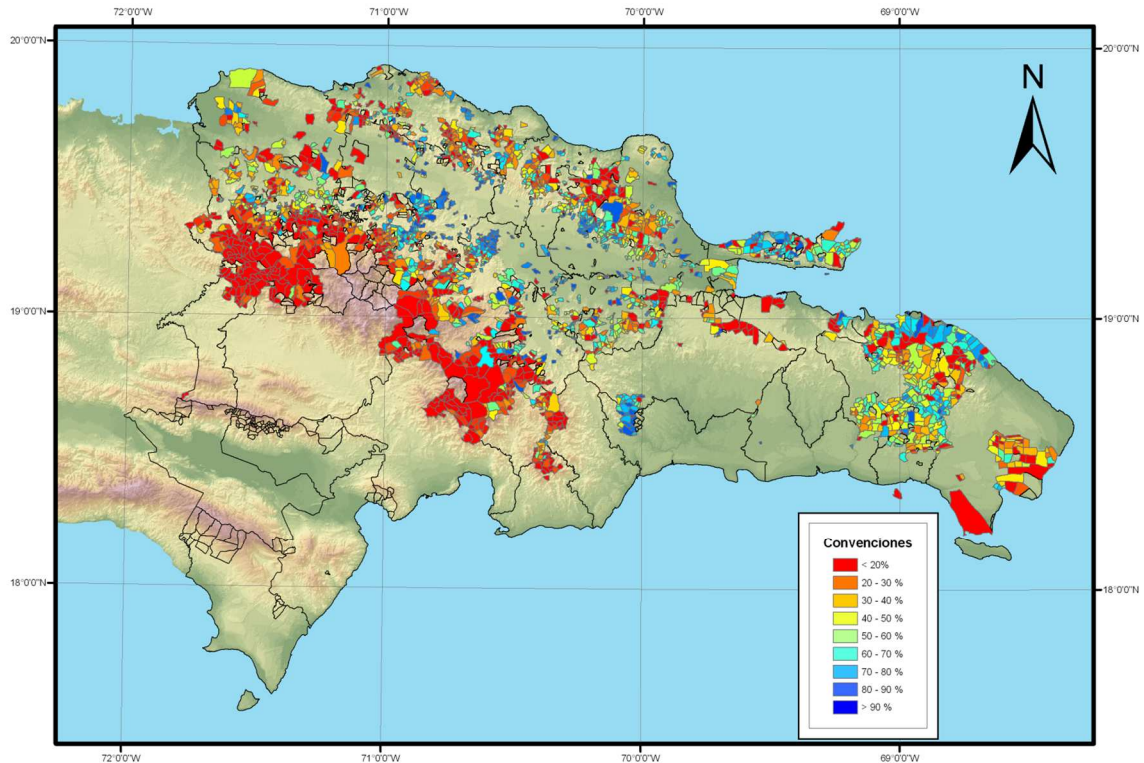 72°0'0"W 71°0'0"W 70°0'0"W 69°0'0"W
20°0'0"N 20°0'0"N
N
19°0'0"N 19°0'0"N
18°0'0"N 18°0'0"N
Convenciones
< 20%
20 - 30 %
30 - 40 %
40 - 50 %
50 - 60 %
60 - 70 %
70 - 80 %
80 - 90 %
> 90 %
72°0'0"W 71°0'0"W 70°0'0"W 69°0'0"W